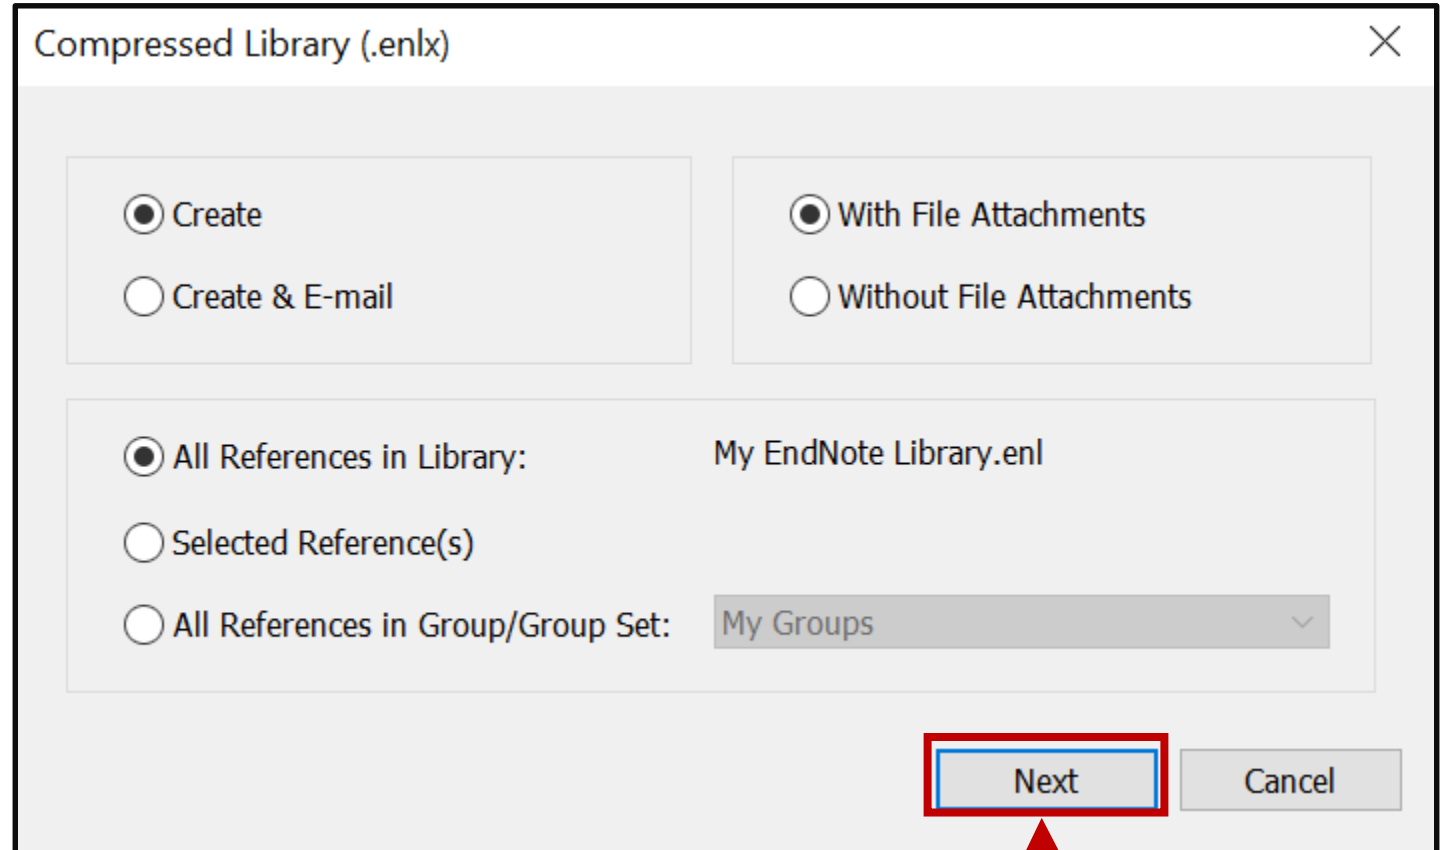 Compressed Library (.enlx)
Create
Create & E-mail
With File Attachments
Without File Attachments
All References in Library:
My EndNote Library.enl
Selected Reference(s)
All References in Group/Group Set:
My Groups
Next
Cancel